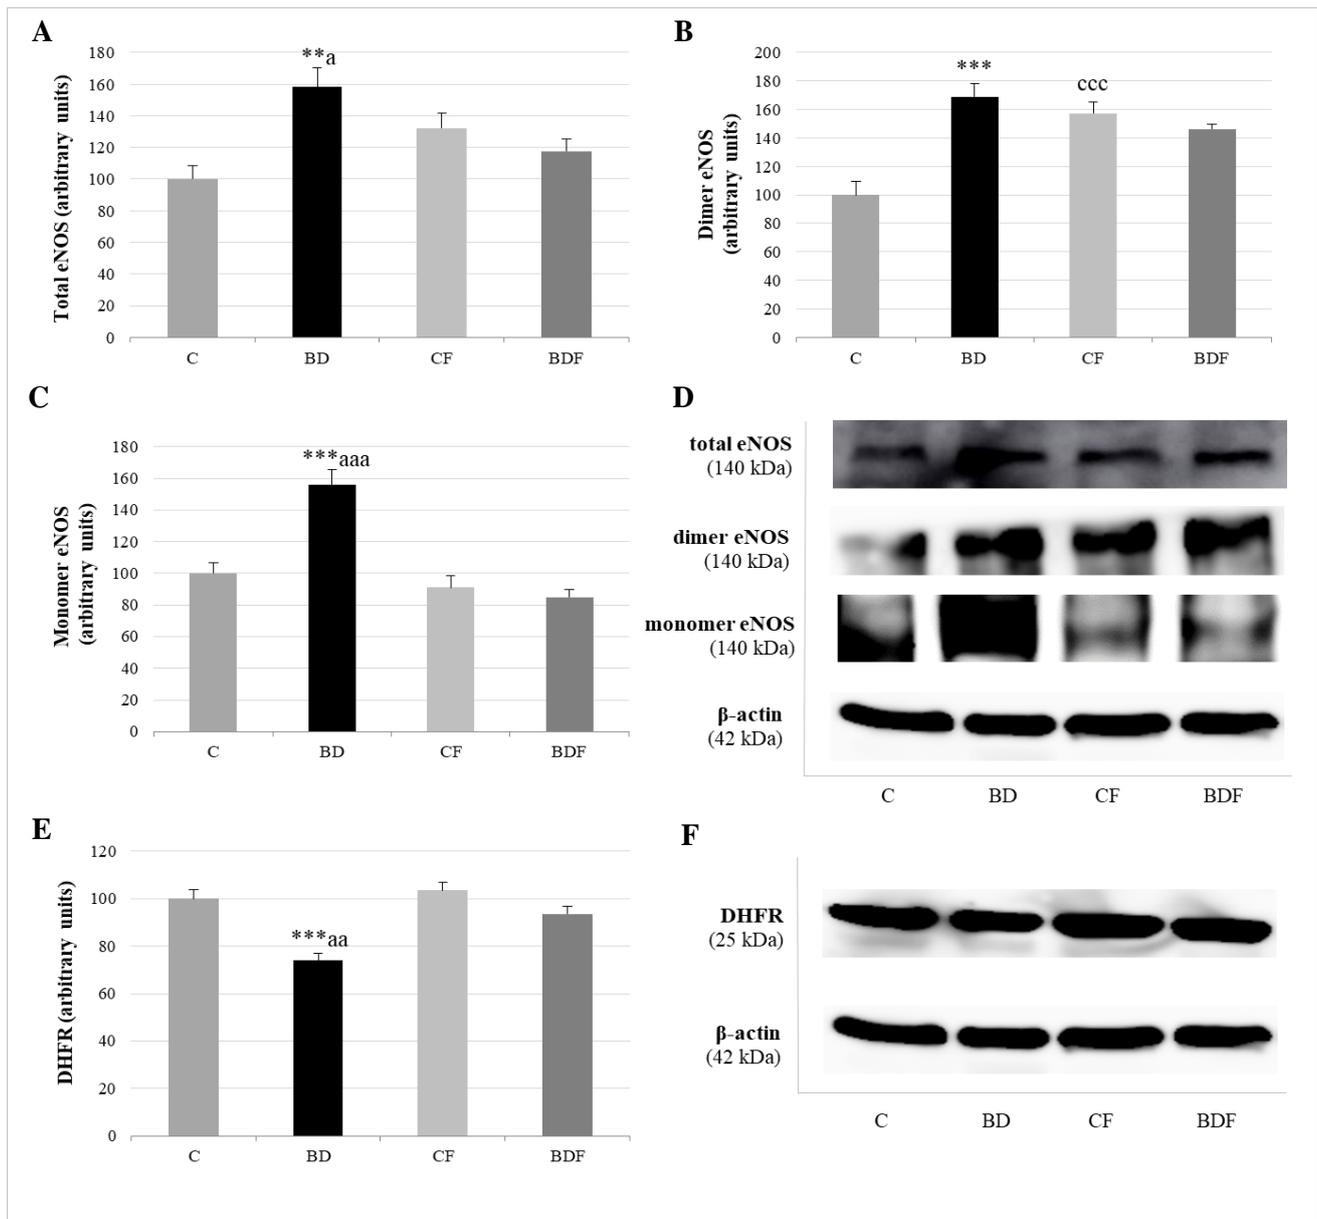 A
Total eNOS (arbitrary units)
180
160
140
120
100
80
60
40
20
0
**a
C BD CF BDF
B
Dimer eNOS
(arbitrary units)
200
180
160
140
120
100
80
60
40
20
0
***
ccc
C BD CF BDF
C
Monomer eNOS
(arbitrary units)
180
160
140
120
100
80
60
40
20
0
***aaa
C BD CF BDF
D
total eNOS
(140 kDa)
dimer eNOS
(140 kDa)
monomer eNOS
(140 kDa)
β-actin
(42 kDa)
C BD CF BDF
E
DHFR (arbitrary units)
120
100
80
60
40
20
0
***aa
C BD CF BDF
F
DHFR
(25 kDa)
β-actin
(42 kDa)
C BD CF BDF